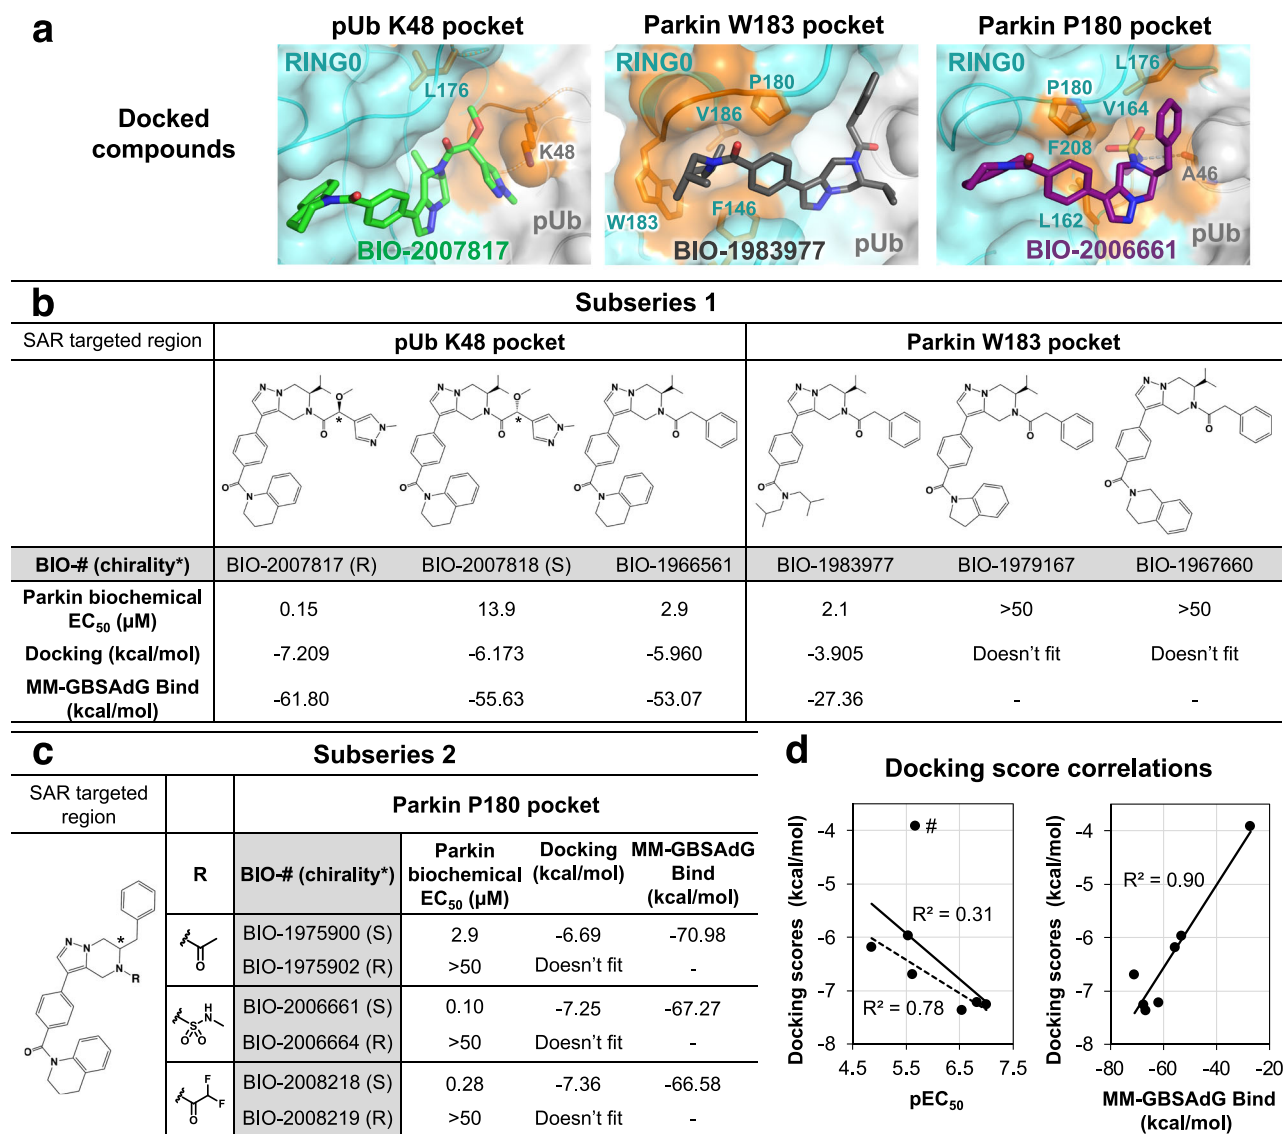 a
pUb K48 pocket
Parkin W183 pocket
Parkin P180 pocket
Docked
compounds
RING0
L176
K48
pUb
BIO-2007817
RING0
P180
V186
W183
F146
pUb
BIO-1983977
RING0
L176
P180
V164
F208
A46
L162
pUb
BIO-2006661
b
Subseries 1
SAR targeted region
pUb K48 pocket
Parkin W183 pocket
BIO-# (chirality*)
BIO-2007817 (R)
BIO-2007818 (S)
BIO-1966561
BIO-1983977
BIO-1979167
BIO-1967660
Parkin biochemical
EC50 (µM)
0.15
13.9
2.9
2.1
>50
>50
Docking (kcal/mol)
-7.209
-6.173
-5.960
-3.905
Doesn't fit
Doesn't fit
MM-GBSAdG Bind
(kcal/mol)
-61.80
-55.63
-53.07
-27.36
-
-
c
Subseries 2
SAR targeted
region
Parkin P180 pocket
R
BIO-# (chirality*)
Parkin
biochemical
EC50 (µM)
Docking
(kcal/mol)
MM-GBSAdG
Bind
(kcal/mol)
BIO-1975900 (S)
2.9
-6.69
-70.98
BIO-1975902 (R)
>50
Doesn't fit
-
BIO-2006661 (S)
0.10
-7.25
-67.27
BIO-2006664 (R)
>50
Doesn't fit
-
BIO-2008218 (S)
0.28
-7.36
-66.58
BIO-2008219 (R)
>50
Doesn't fit
-
d
Docking score correlations
Docking scores (kcal/mol)
-4
-5
-6
-7
-8
#
R² = 0.31
R² = 0.78
4.5
5.5
6.5
7.5
pEC50
Docking scores (kcal/mol)
-4
-5
-6
-7
-8
R² = 0.90
-80
-60
-40
-20
MM-GBSAdG Bind
(kcal/mol)